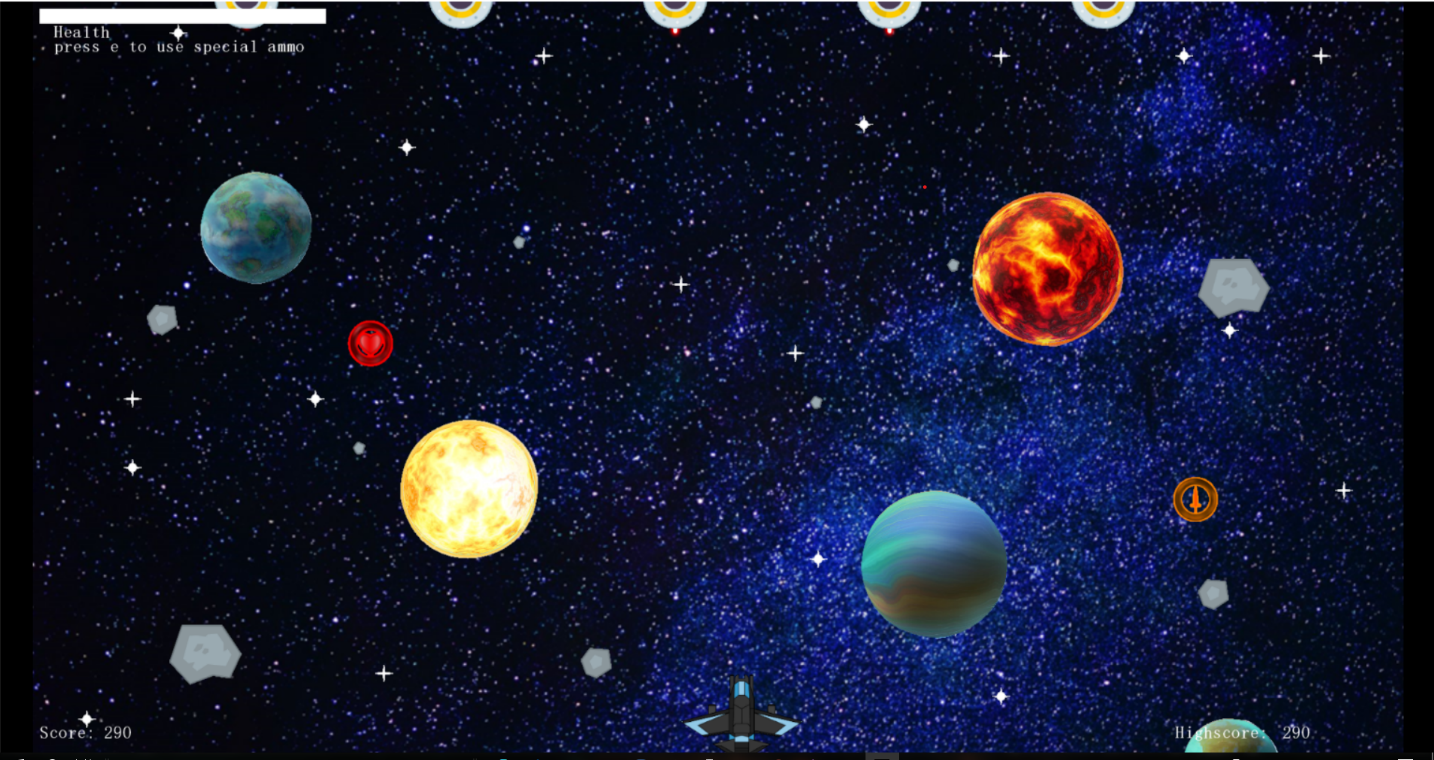 Health
press e to use special ammo
Score: 290
Highscore: 290